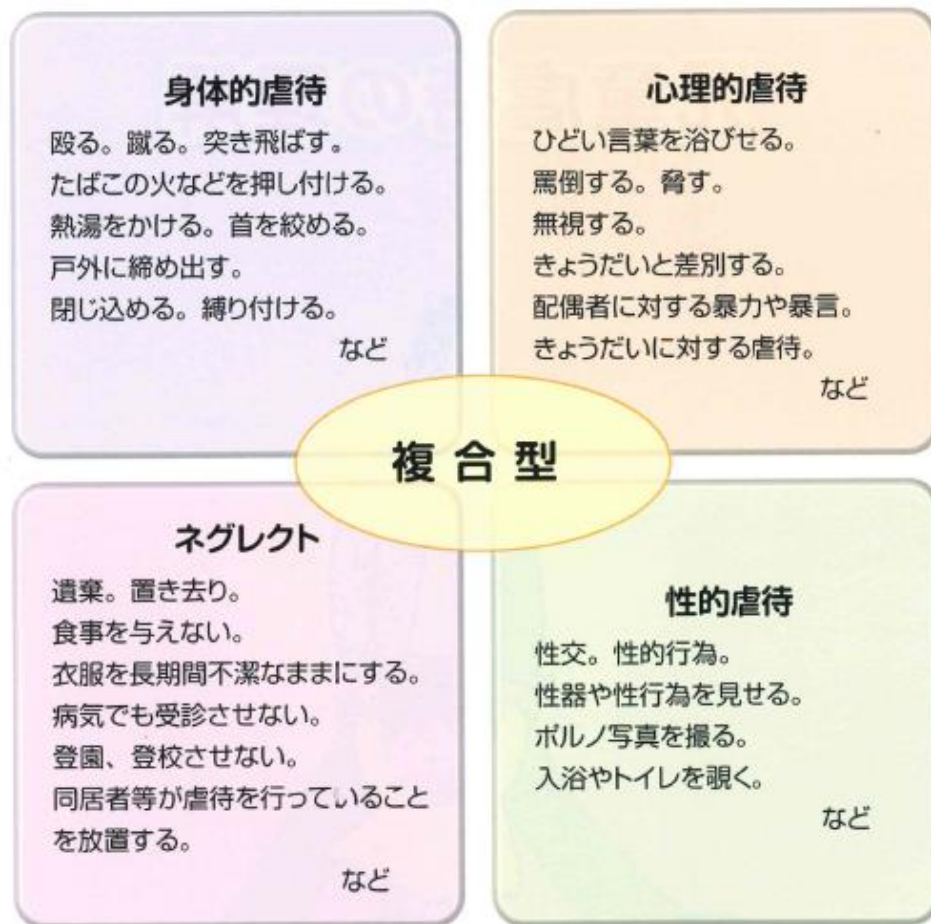 身体的虐待
殴る。蹴る。突き飛ばす。
たばこの火などを押し付ける。
熱湯をかける。首を絞める。
戸外に締め出す。
閉じ込める。縛り付ける。
など
心理的虐待
ひどい言葉を浴びせる。
罵倒する。脅す。
無視する。
きょうだいと差別する。
配偶者に対する暴力や暴言。
きょうだいに対する虐待。
など
複合型
ネグレクト
遺棄。置き去り。
食事を与えない。
衣服を長期間不潔なままにする。
病気でも受診させない。
登園、登校させない。
同居者等が虐待を行っていること
を放置する。
など
性的虐待
性交。性的行為。
性器や性行為を見せる。
ポルノ写真を撮る。
入浴やトイレを覗く。
など